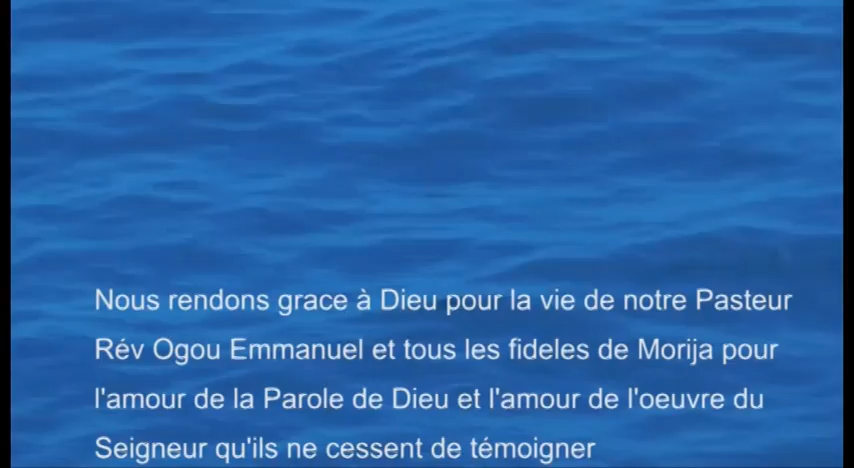 Nous rendons grace à Dieu pour la vie de notre Pasteur
Rév Ogou Emmanuel et tous les fideles de Morija pour
l'amour de la Parole de Dieu et l'amour de l'oeuvre du
Seigneur qu'ils ne cessent de témoigner